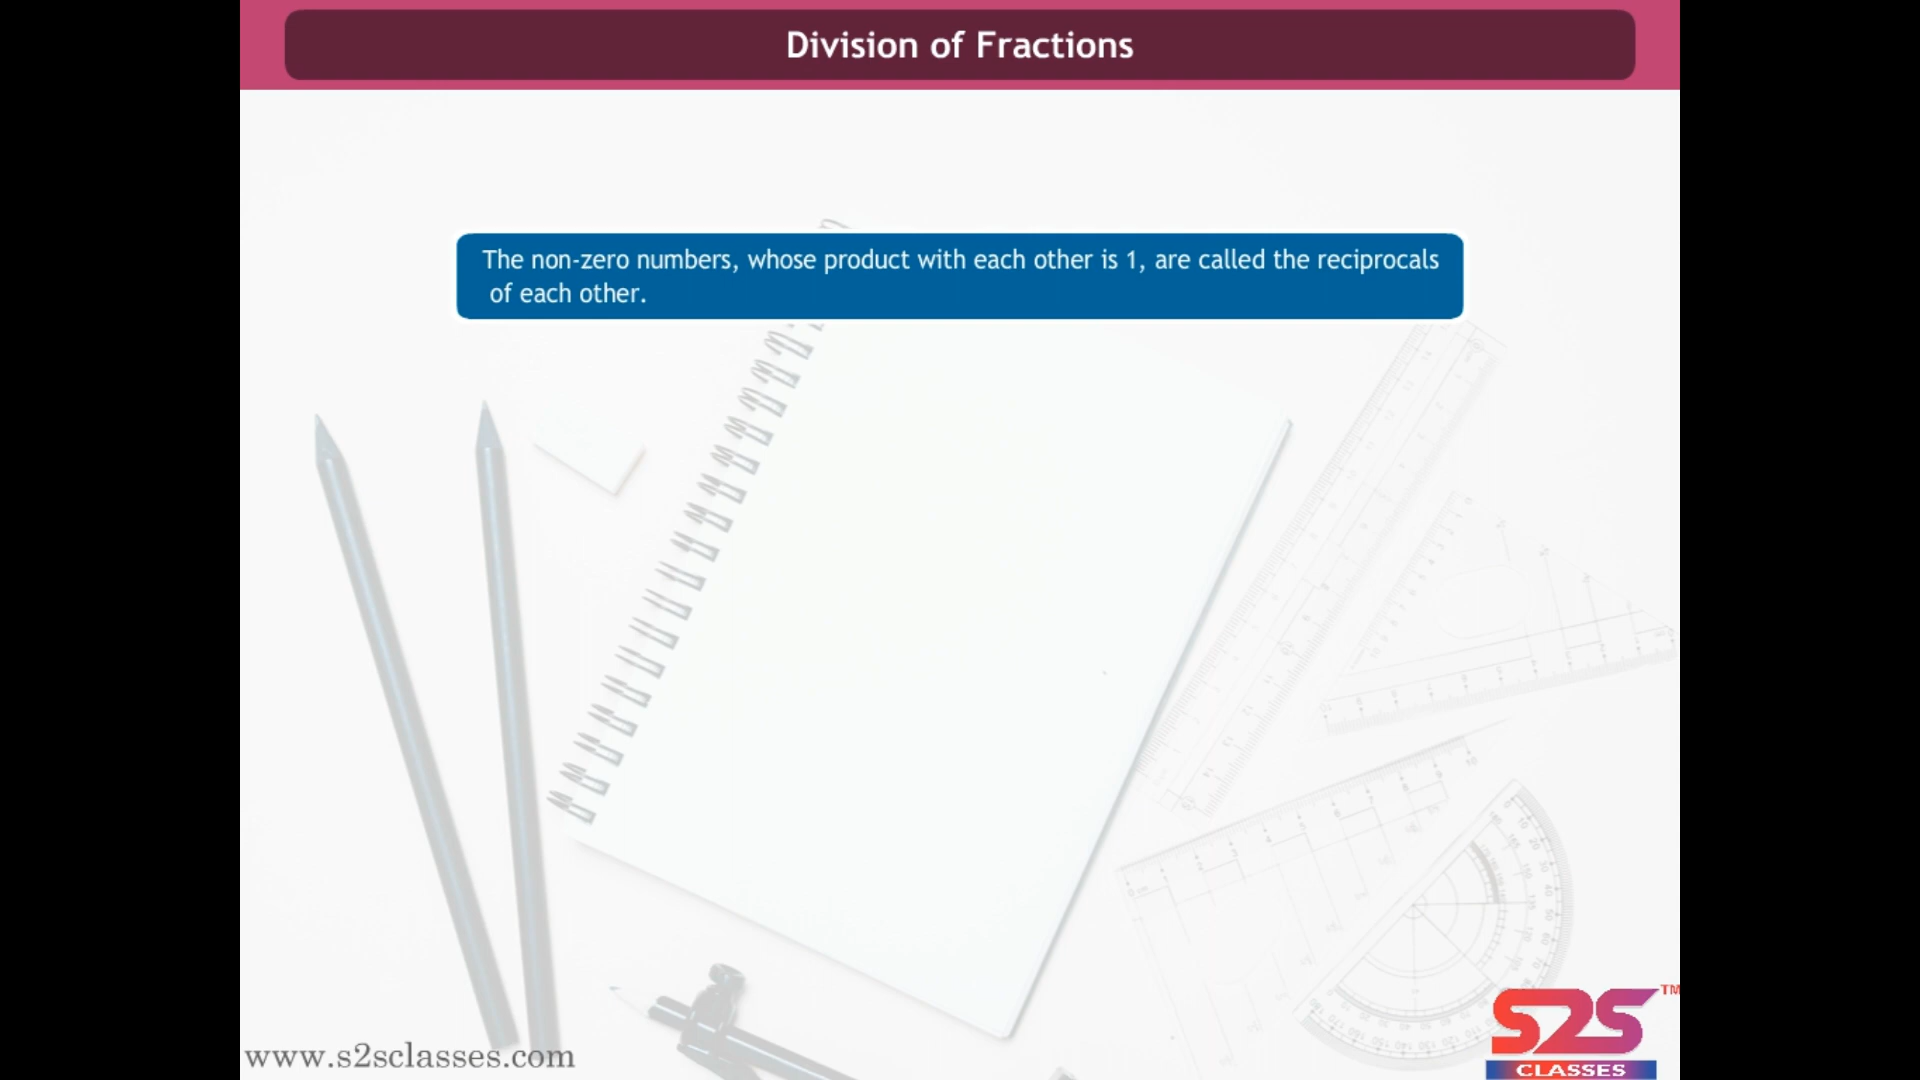 Division of Fractions
The non-zero numbers, whose product with each other is 1, are called the reciprocals
of each other.
www.s2sclasses.com
S2S
TM
CLASSES